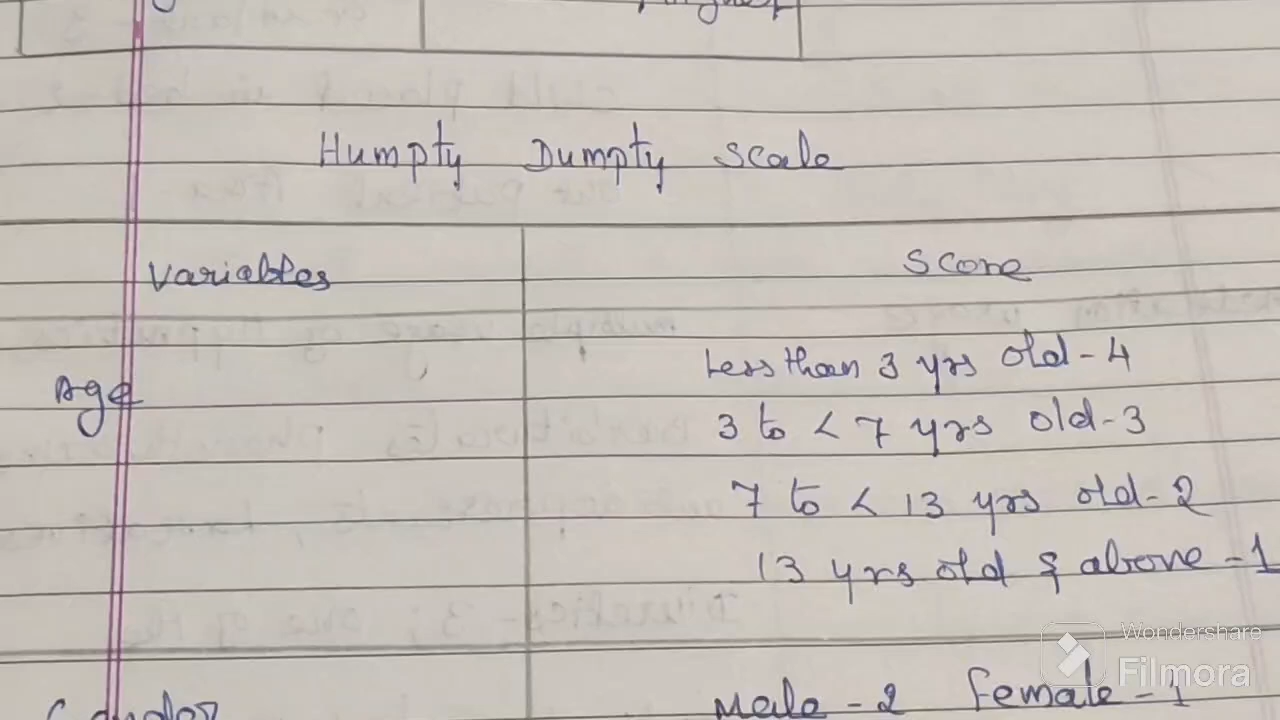 Humpty Dumpty Scale
Variables Score
Age
Less than 3 yrs old - 4
3 to < 7 yrs old - 3
7 to < 13 yrs old - 2
13 yrs old & above - 1
Gender Male - 2 Female - 1
Wondershare
Filmora